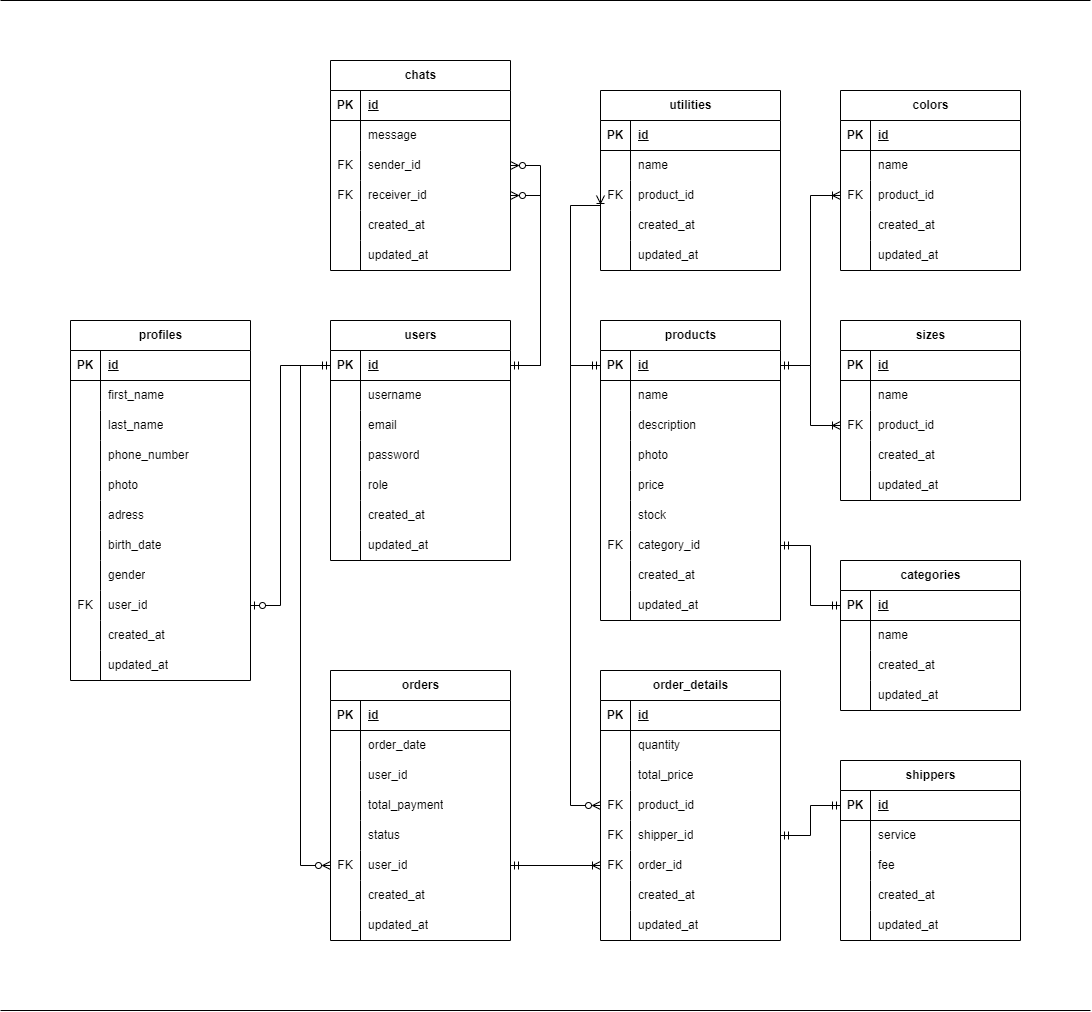 chats
PK id
message
FK sender_id
FK receiver_id
created_at
updated_at
utilities
PK id
name
FK product_id
created_at
updated_at
colors
PK id
name
FK product_id
created_at
updated_at
profiles
PK id
first_name
last_name
phone_number
photo
adress
birth_date
gender
FK user_id
created_at
updated_at
users
PK id
username
email
password
role
created_at
updated_at
products
PK id
name
description
photo
price
stock
FK category_id
created_at
updated_at
sizes
PK id
name
FK product_id
created_at
updated_at
categories
PK id
name
created_at
updated_at
orders
PK id
order_date
user_id
total_payment
status
FK user_id
created_at
updated_at
order_details
PK id
quantity
total_price
FK product_id
FK shipper_id
FK order_id
created_at
updated_at
shippers
PK id
service
fee
created_at
updated_at